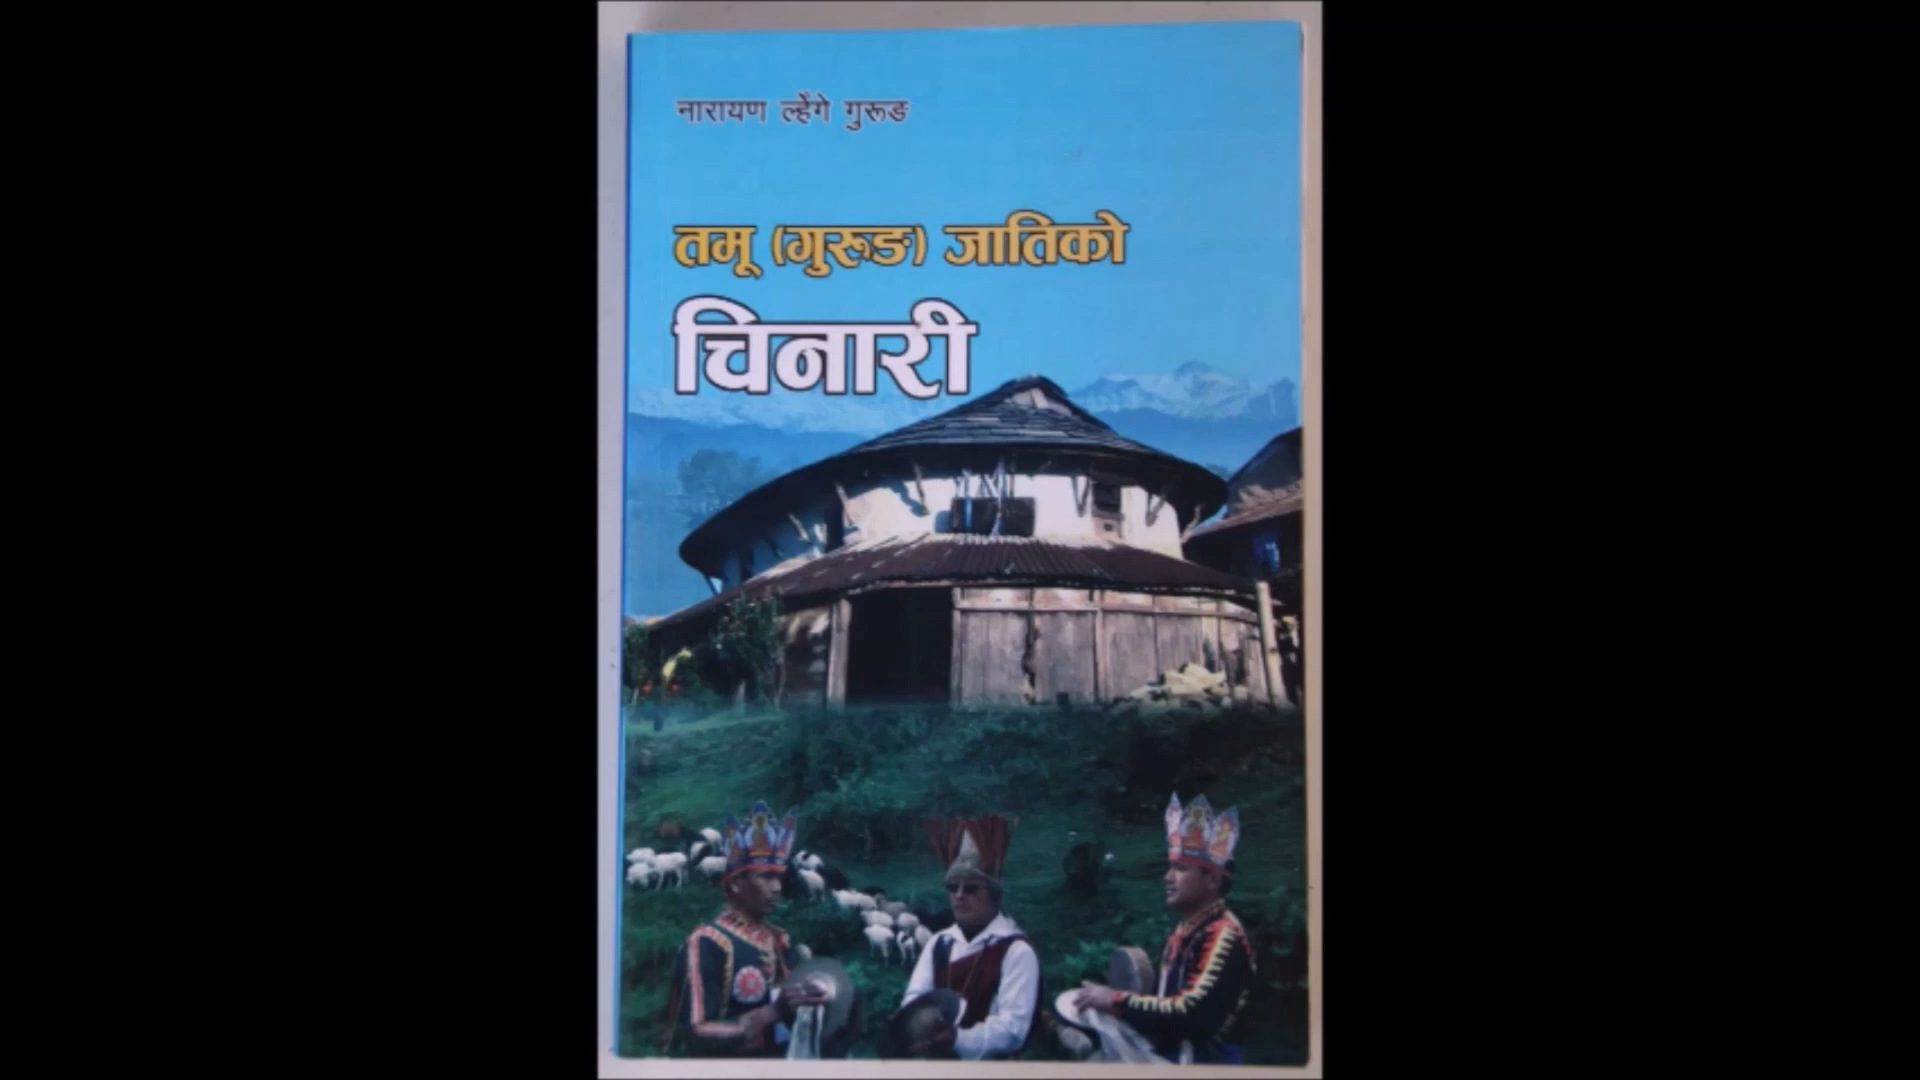 नारायण ल्हेंगे गुरूङ
तमू (गुरूङ) जातिको
चिनारी